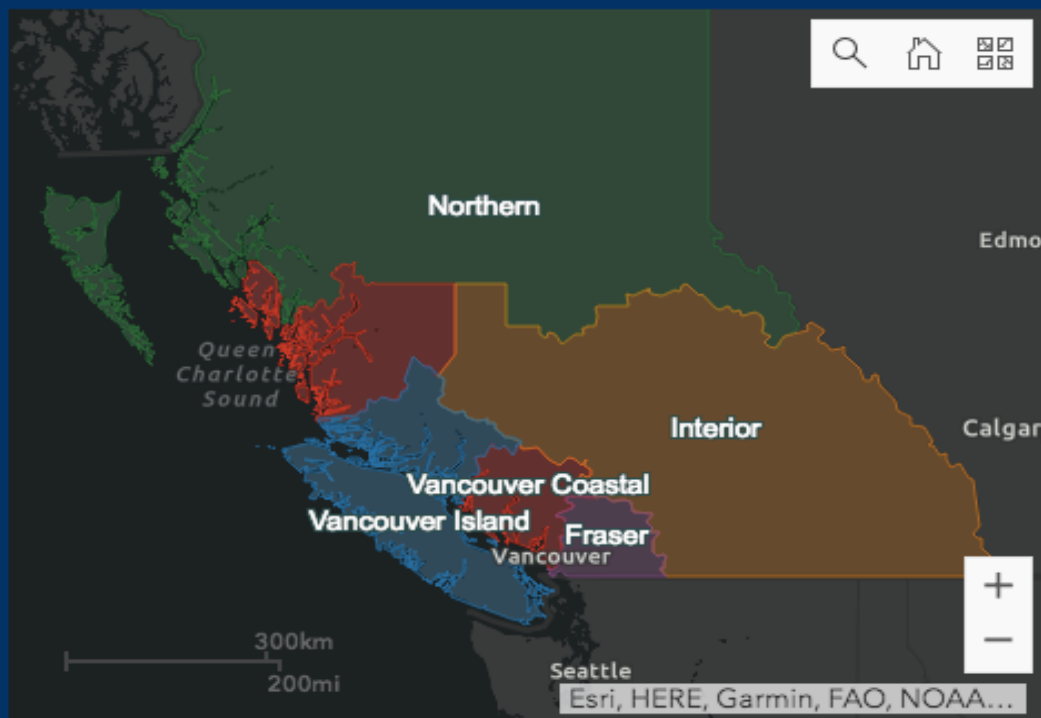 Northern
Edmo
Queen
Charlotte
Sound
Interior
Calgar
Vancouver Coastal
Vancouver Island
Fraser
Vancouver
300km
200mi
Seattle
Esri, HERE, Garmin, FAO, NOAA...